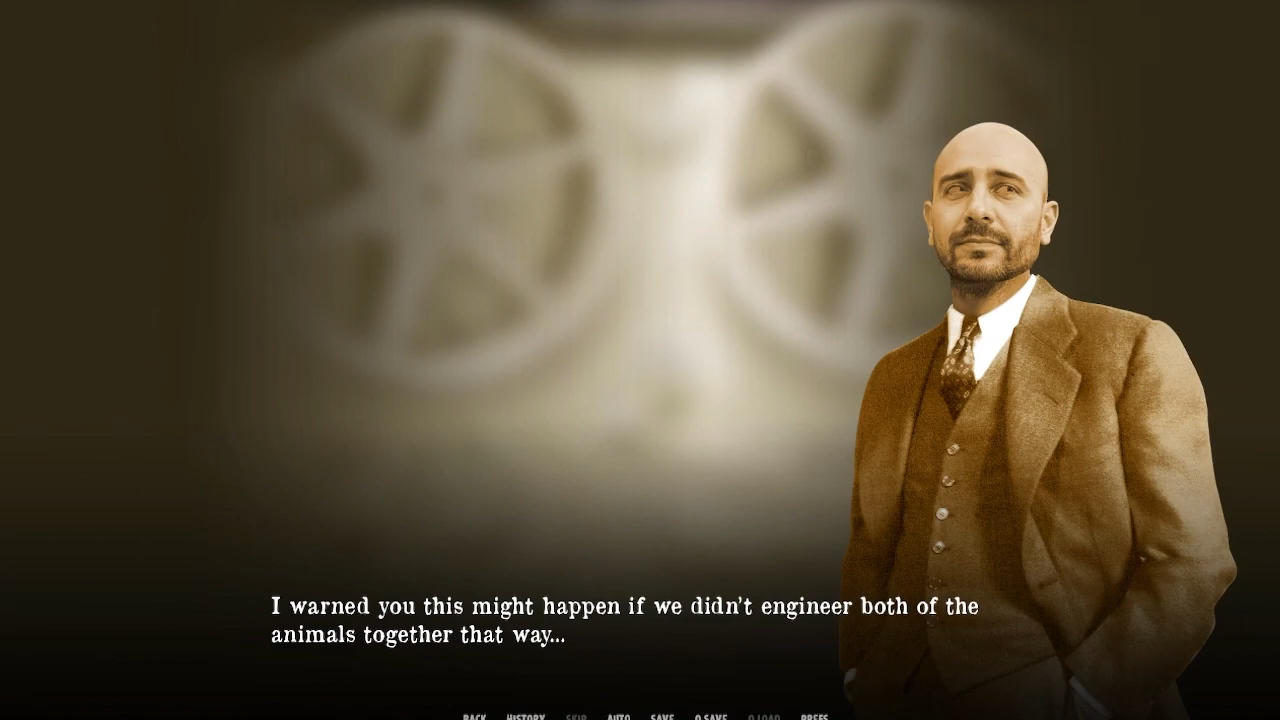 I warned you this might happen if we didn't engineer both of the
animals together that way...
BACK HISTORY SKIP AUTO SAVE Q.SAVE Q.LOAD PREFS